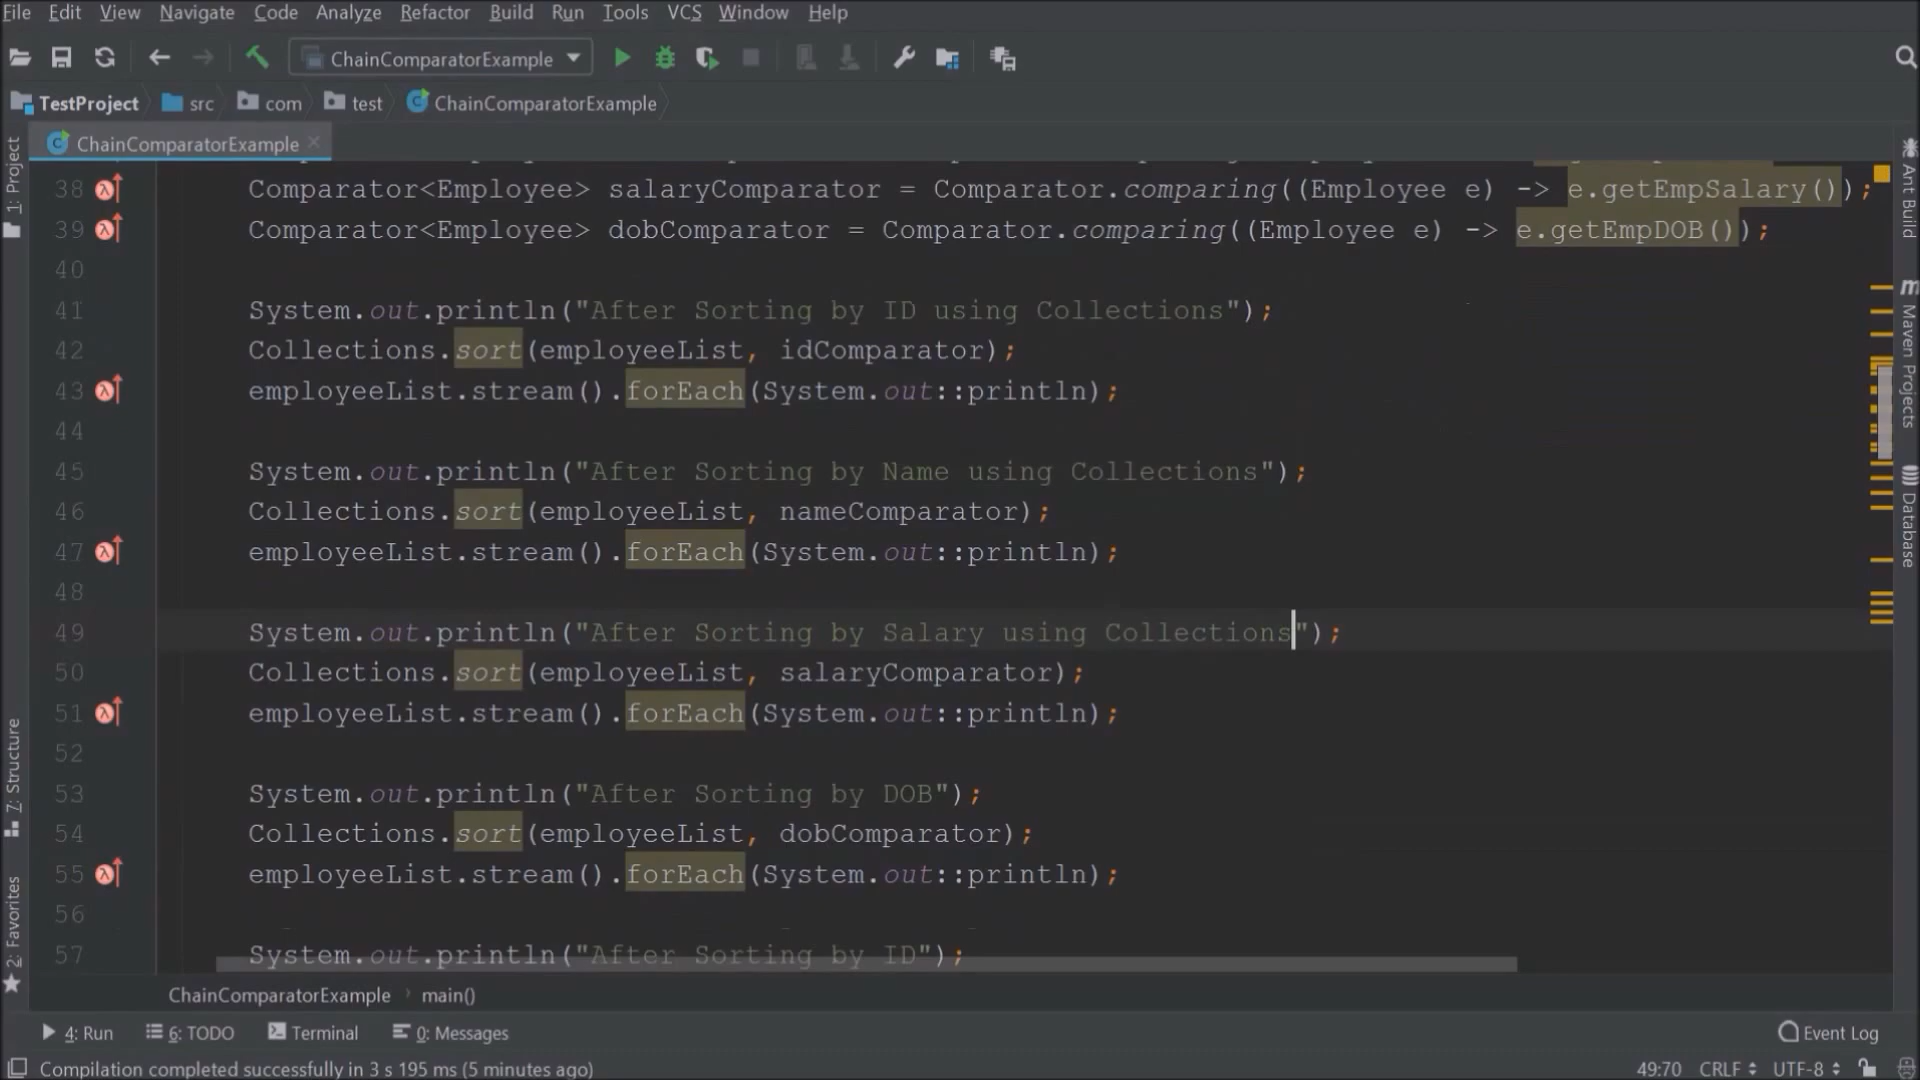 File Edit View Navigate Code Analyze Refactor Build Run Tools VCS Window Help
ChainComparatorExample
TestProject src com test ChainComparatorExample
ChainComparatorExample
38 Comparator<Employee> salaryComparator = Comparator.comparing((Employee e) -> e.getEmpSalary());
39 Comparator<Employee> dobComparator = Comparator.comparing((Employee e) -> e.getEmpDOB());
40
41 System.out.println("After Sorting by ID using Collections");
42 Collections.sort(employeeList, idComparator);
43 employeeList.stream().forEach(System.out::println);
44
45 System.out.println("After Sorting by Name using Collections");
46 Collections.sort(employeeList, nameComparator);
47 employeeList.stream().forEach(System.out::println);
48
49 System.out.println("After Sorting by Salary using Collections");
50 Collections.sort(employeeList, salaryComparator);
51 employeeList.stream().forEach(System.out::println);
52
53 System.out.println("After Sorting by DOB");
54 Collections.sort(employeeList, dobComparator);
55 employeeList.stream().forEach(System.out::println);
56
57 System.out.println("After Sorting by ID");
1: Project
7: Structure
2: Favorites
Ant Build
Maven Projects
Database
ChainComparatorExample main()
4: Run 6: TODO Terminal 0: Messages Event Log
Compilation completed successfully in 3 s 195 ms (5 minutes ago) 49:70 CRLF UTF-8